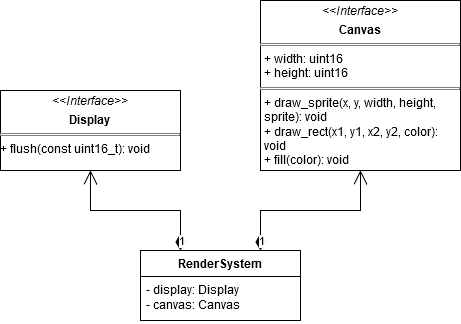 <<Interface>>
Canvas
+ width: uint16
+ height: uint16
+ draw_sprite(x, y, width, height,
sprite): void
+ draw_rect(x1, y1, x2, y2, color):
void
+ fill(color): void
<<Interface>>
Display
+ flush(const uint16_t): void
1
1
RenderSystem
- display: Display
- canvas: Canvas